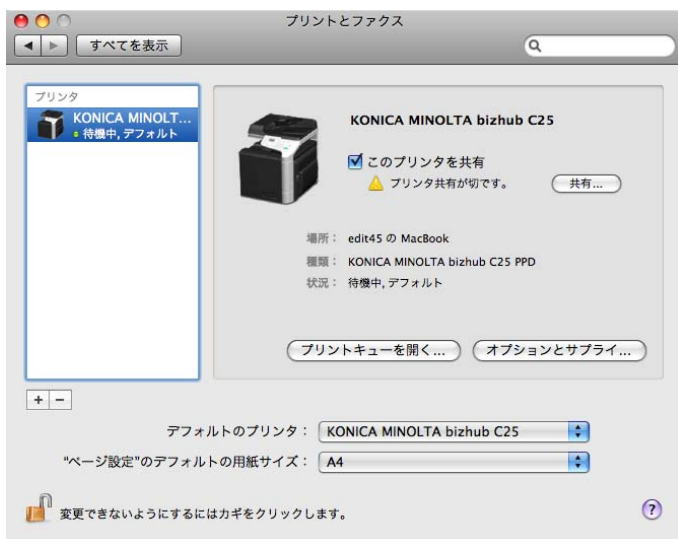 プリントとファクス
すべてを表示
プリンタ
KONICA MINOLT...
待機中, デフォルト
KONICA MINOLTA bizhub C25
このプリンタを共有
プリンタ共有が切です。
共有...
場所： edit45 の MacBook
種類： KONICA MINOLTA bizhub C25 PPD
状況： 待機中, デフォルト
プリントキューを開く... オプションとサプライ...
+ −
デフォルトのプリンタ： KONICA MINOLTA bizhub C25
"ページ設定"のデフォルトの用紙サイズ： A4
変更できないようにするにはカギをクリックします。
?